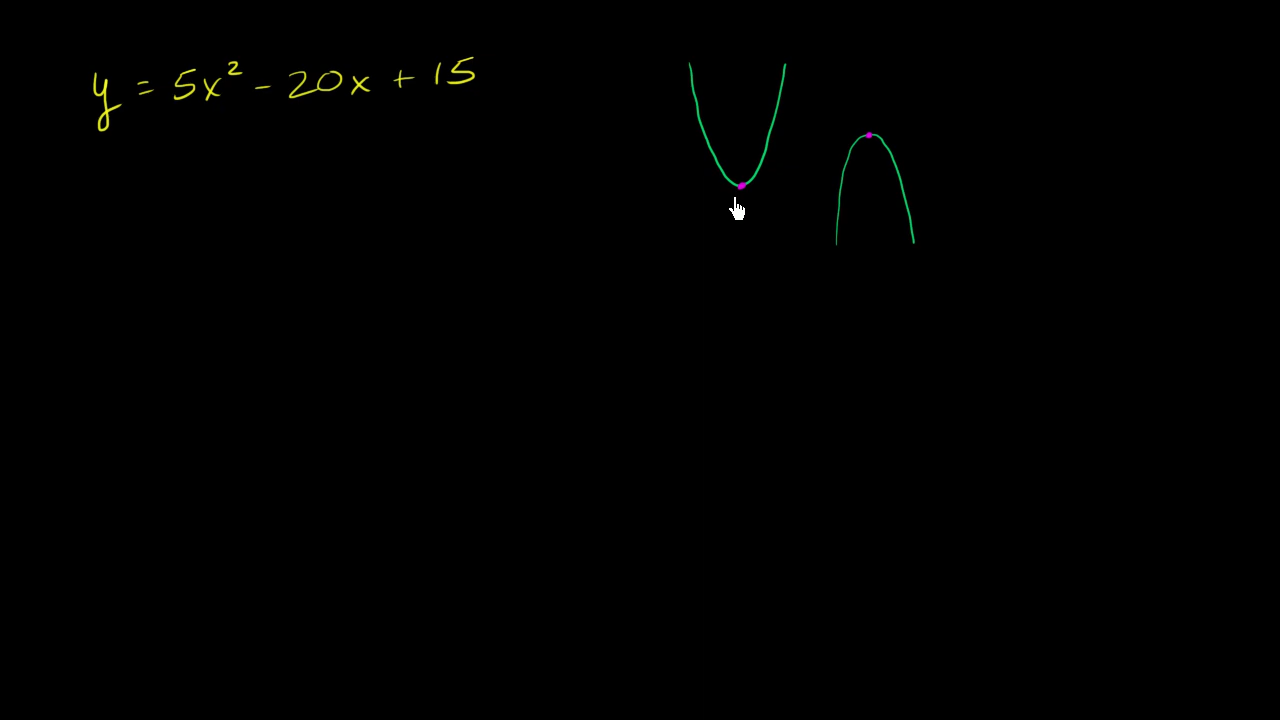 y = 5x² - 20x + 15